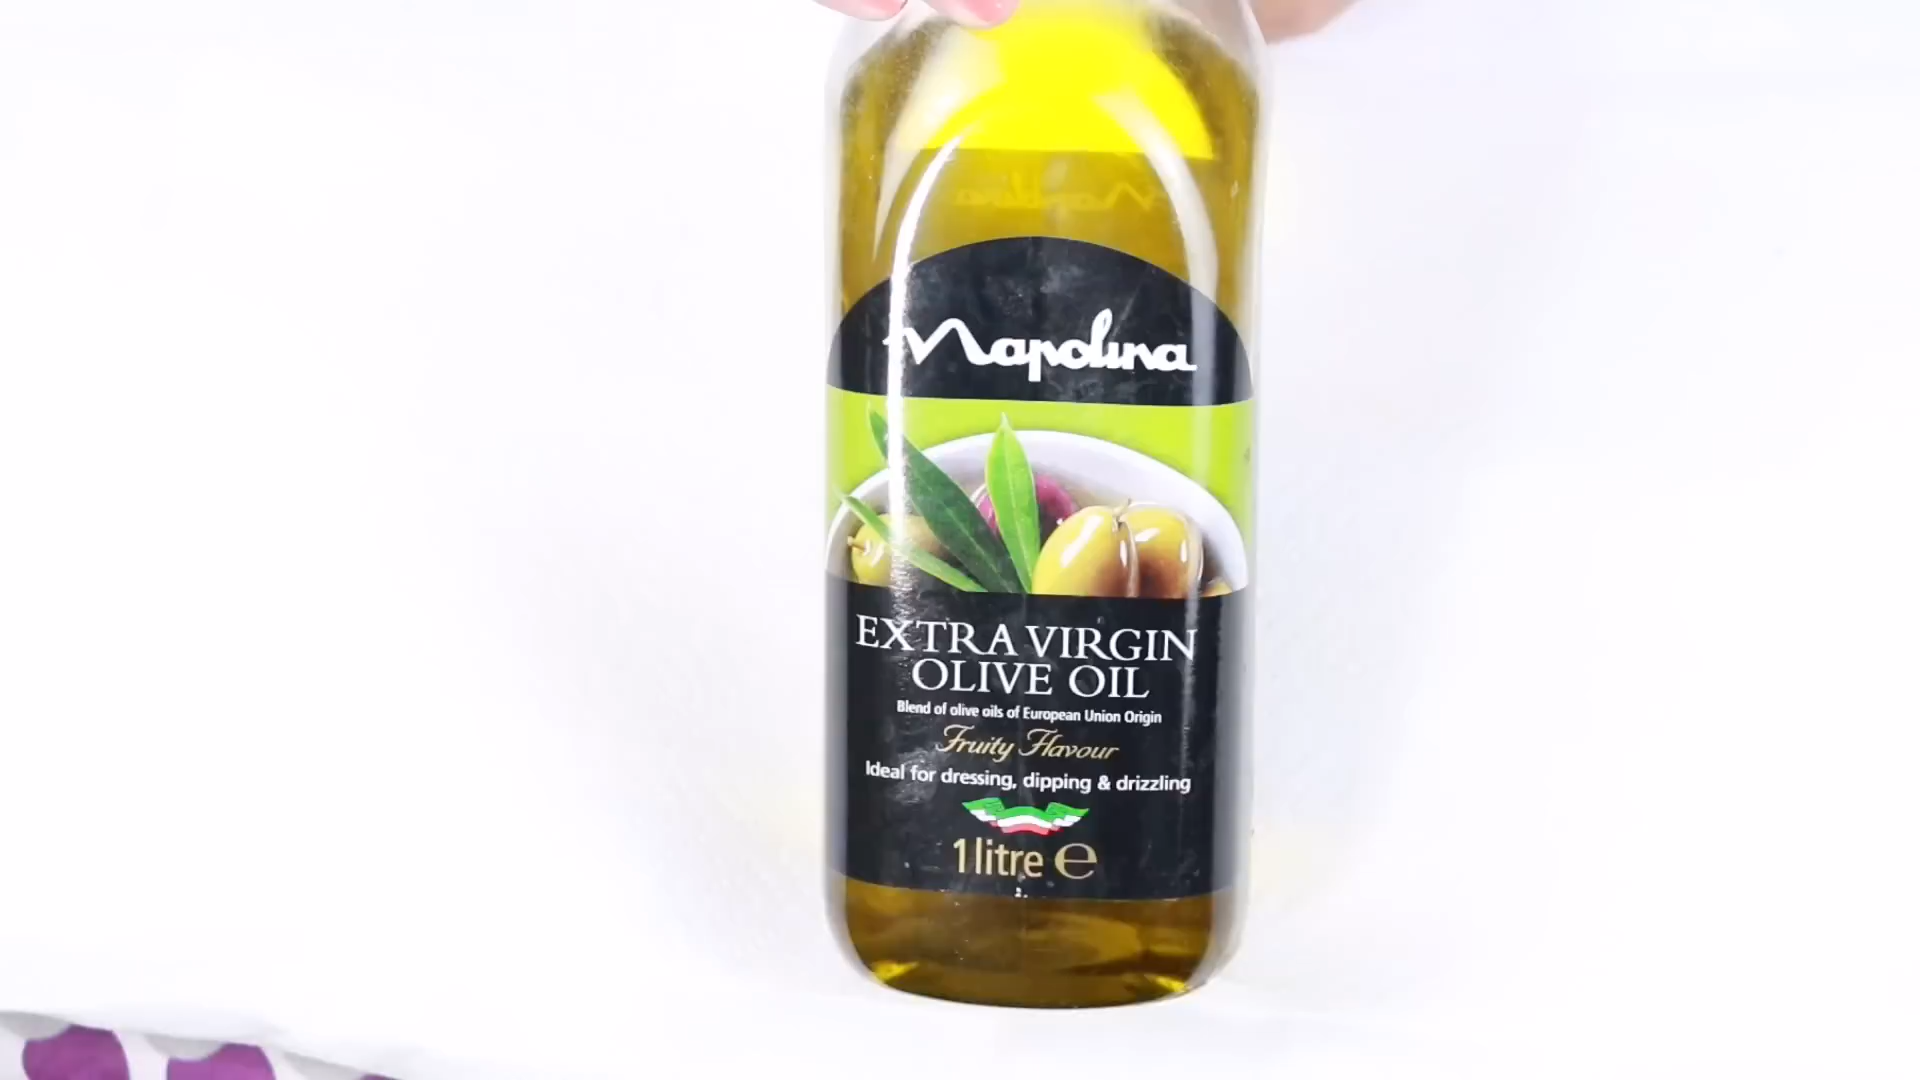 Napolina
EXTRA VIRGIN
OLIVE OIL
Blend of olive oils of European Union Origin
Fruity Flavour
Ideal for dressing, dipping & drizzling
1 litre ℮